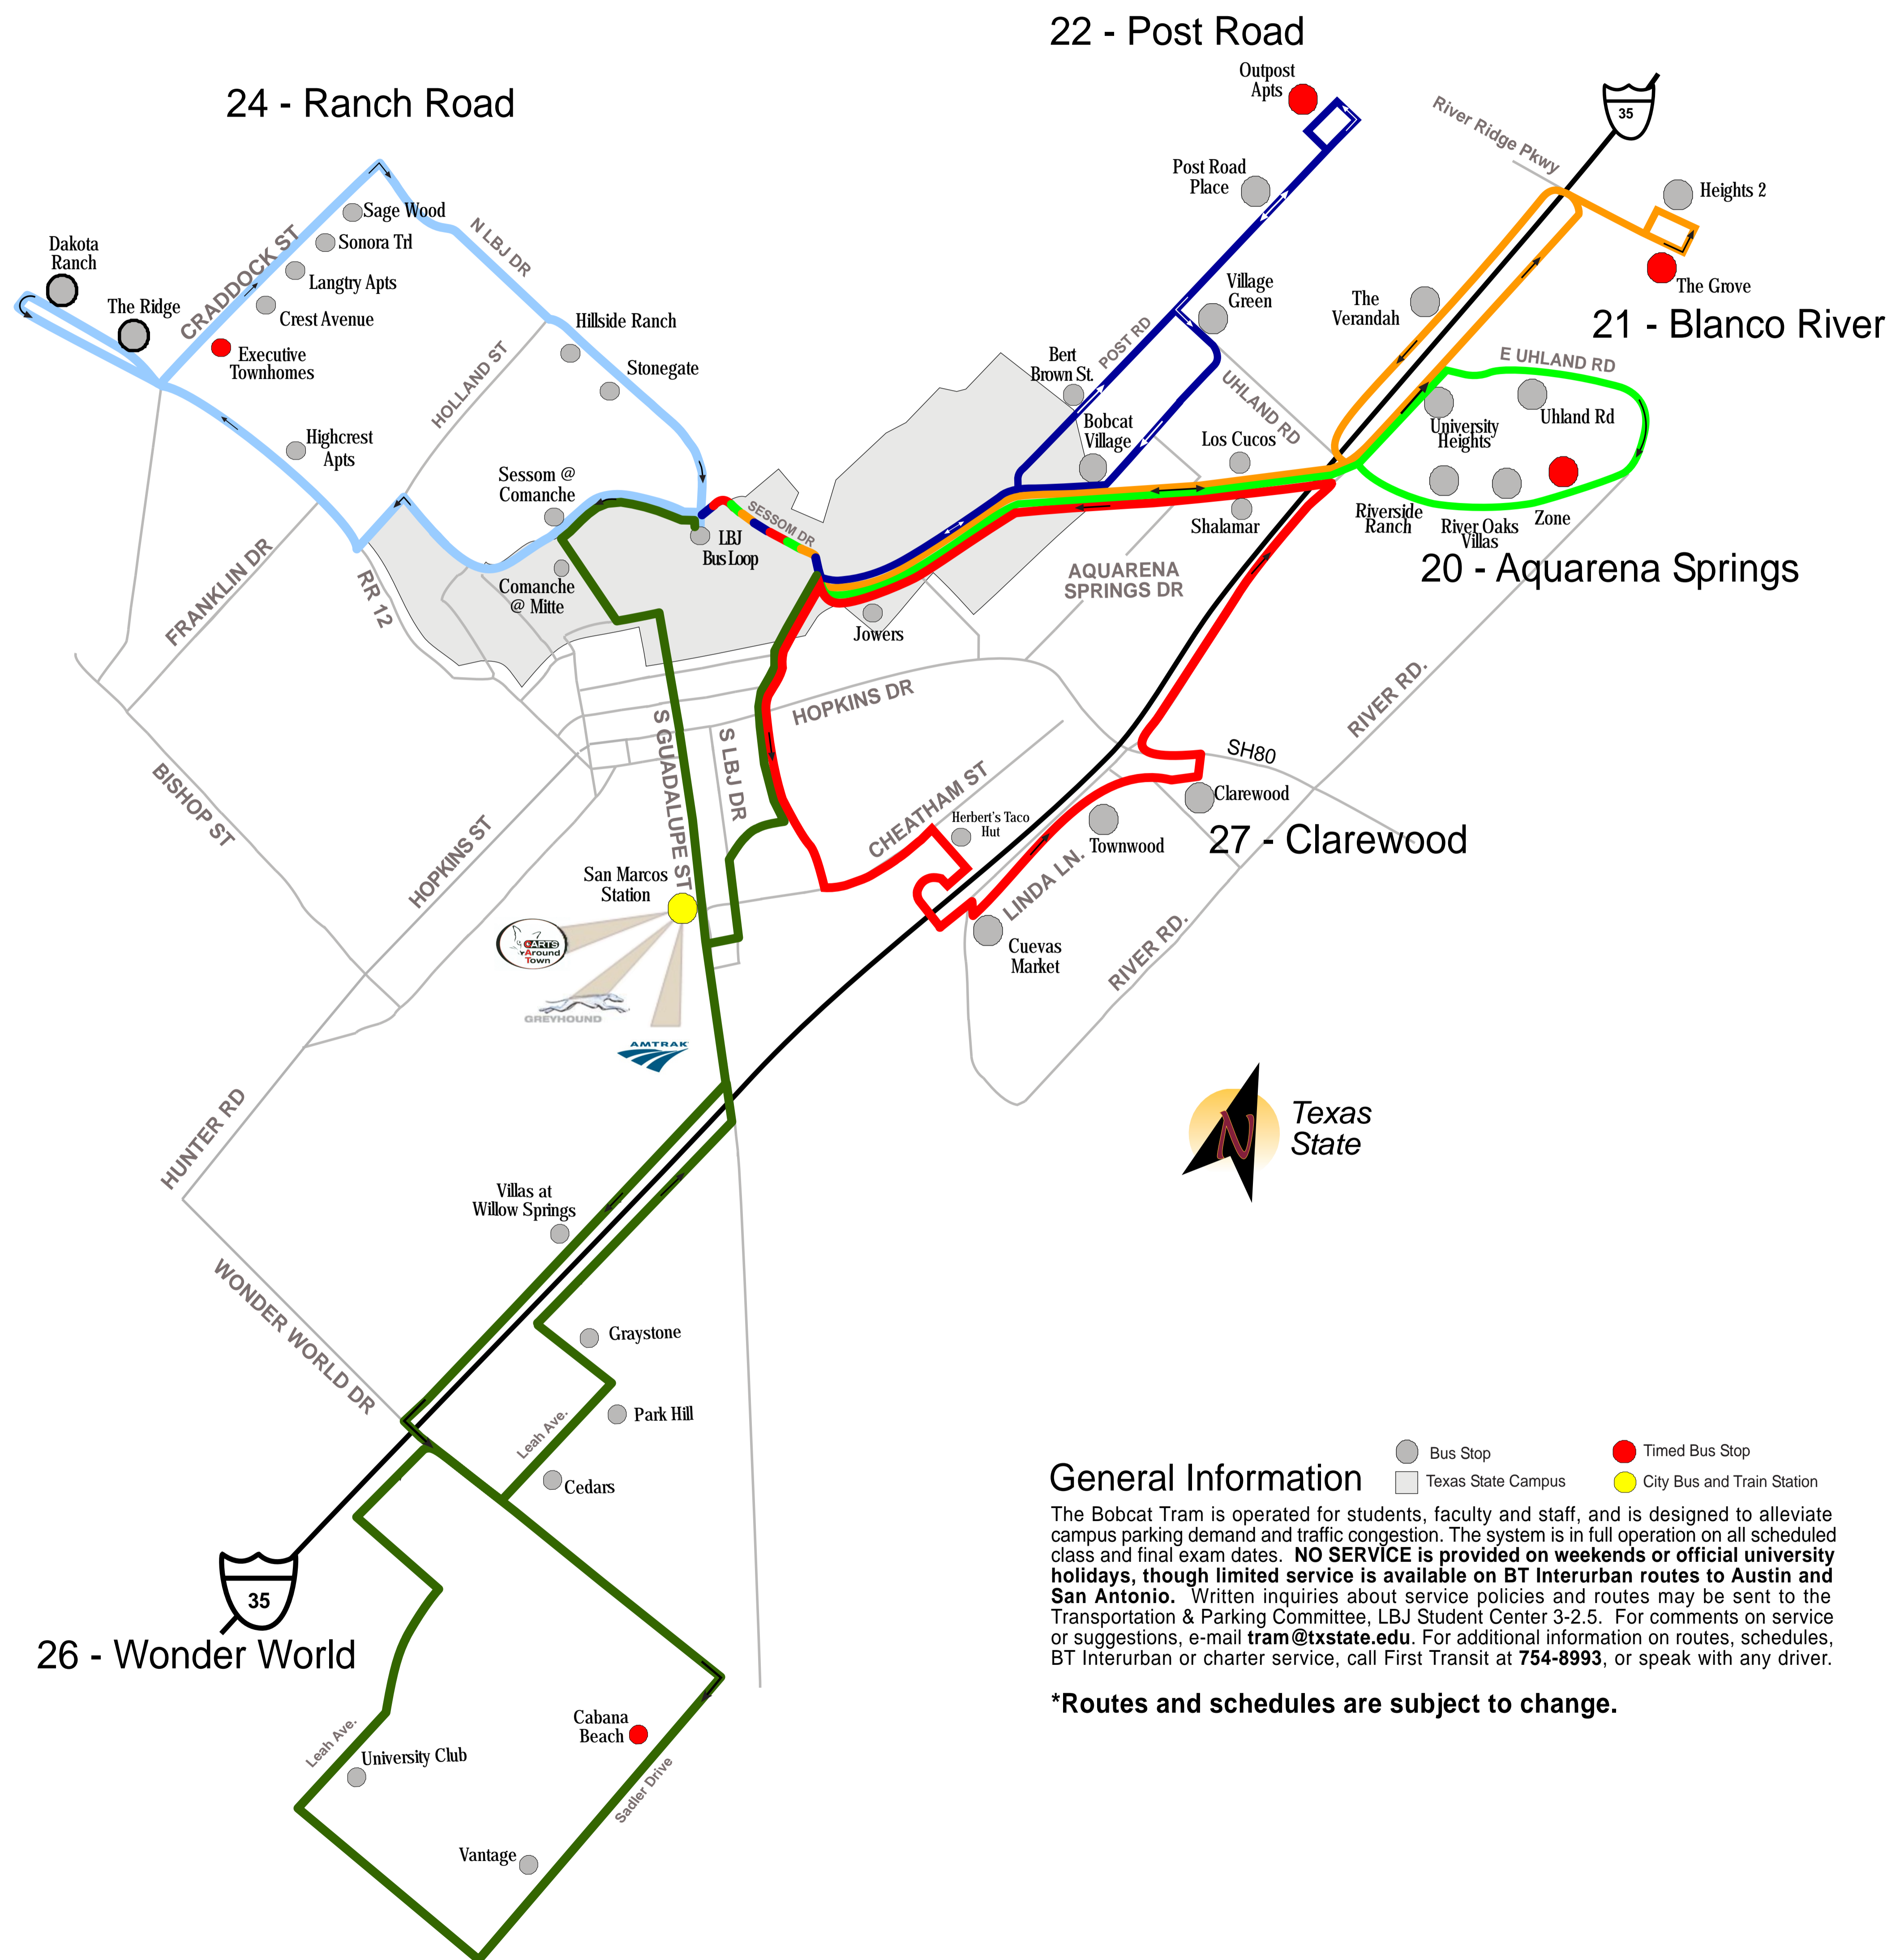 22 - Post Road
Outpost
Apts
24 - Ranch Road
35
River Ridge Pkwy
Post Road
Place
Heights 2
Sage Wood
N LBJ DR
Sonora Trl
Dakota
Ranch
CRADDOCK ST
Langtry Apts
Village
Green
The
Verandah
The Grove
The Ridge
Crest Avenue
Hillside Ranch
21 - Blanco River
POST RD
Executive
Townhomes
Stonegate
Bert
Brown St.
E UHLAND RD
HOLLAND ST
UHLAND RD
Uhland Rd
Bobcat
Village
University
Heights
Highcrest
Apts
Los Cucos
Sessom @
Comanche
SESSOM DR
LBJ
Bus Loop
Shalamar
Riverside
Ranch
River Oaks
Villas
Zone
20 - Aquarena Springs
FRANKLIN DR
RR 12
Comanche
@ Mitte
AQUARENA
SPRINGS DR
Jowers
HOPKINS DR
RIVER RD.
S GUADALUPE ST
S LBJ DR
SH80
BISHOP ST
HOPKINS ST
CHEATHAM ST
Clarewood
Herbert's Taco
Hut
Townwood
27 - Clarewood
San Marcos
Station
LINDA LN.
CARTS
Around
Town
Cuevas
Market
RIVER RD.
GREYHOUND
AMTRAK
HUNTER RD
N
Texas
State
Villas at
Willow Springs
WONDER WORLD DR
Graystone
Park Hill
Leah Ave.
Cedars
35
26 - Wonder World
Leah Ave.
University Club
Cabana
Beach
Sadler Drive
Vantage
General Information
Bus Stop
Timed Bus Stop
Texas State Campus
City Bus and Train Station
The Bobcat Tram is operated for students, faculty and staff, and is designed to alleviate
campus parking demand and traffic congestion. The system is in full operation on all scheduled
class and final exam dates. NO SERVICE is provided on weekends or official university
holidays, though limited service is available on BT Interurban routes to Austin and
San Antonio. Written inquiries about service policies and routes may be sent to the
Transportation & Parking Committee, LBJ Student Center 3-2.5. For comments on service
or suggestions, e-mail tram@txstate.edu. For additional information on routes, schedules,
BT Interurban or charter service, call First Transit at 754-8993, or speak with any driver.
*Routes and schedules are subject to change.